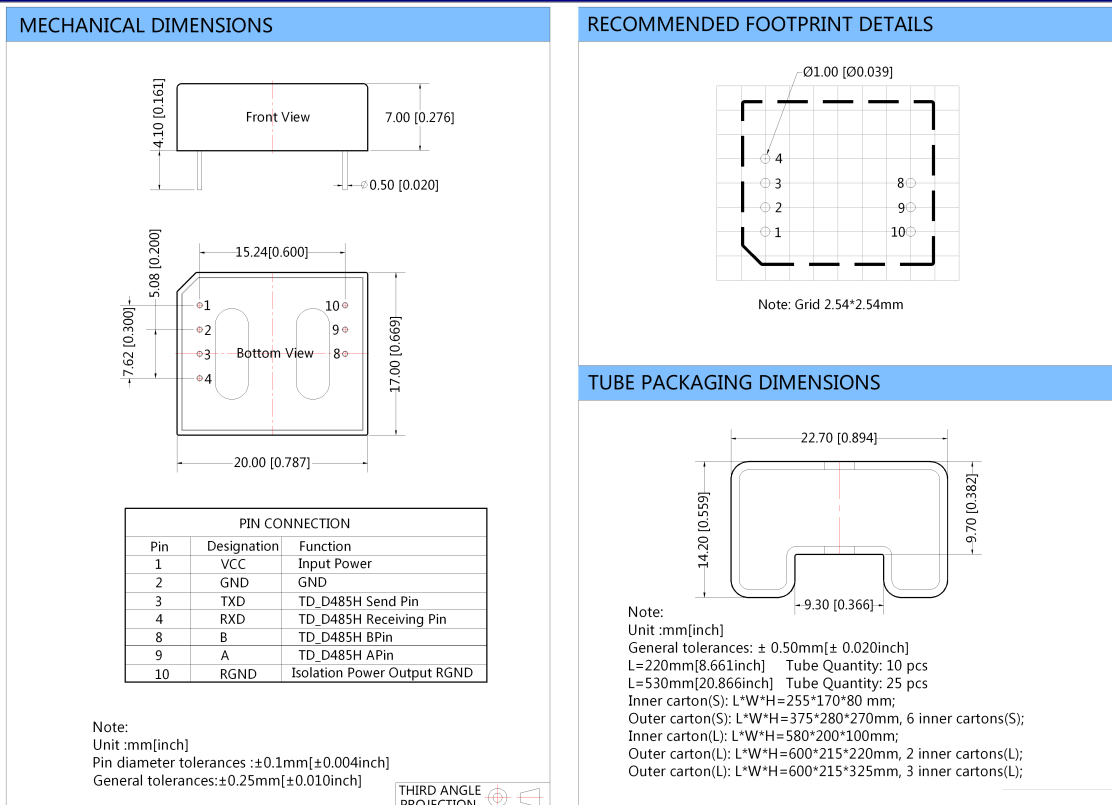 MECHANICAL DIMENSIONS
4.10 [0.161]
Front View
7.00 [0.276]
⌀0.50 [0.020]
15.24[0.600]
5.08 [0.200]
7.62 [0.300]
1
10
2
9
3
Bottom View
8
4
17.00 [0.669]
20.00 [0.787]
PIN CONNECTION
Pin Designation Function
1 VCC Input Power
2 GND GND
3 TXD TD_D485H Send Pin
4 RXD TD_D485H Receiving Pin
8 B TD_D485H BPin
9 A TD_D485H APin
10 RGND Isolation Power Output RGND
Note:
Unit :mm[inch]
Pin diameter tolerances :±0.1mm[±0.004inch]
General tolerances:±0.25mm[±0.010inch]
THIRD ANGLE
PROJECTION
RECOMMENDED FOOTPRINT DETAILS
Ø1.00 [Ø0.039]
4
3
8
2
9
1
10
Note: Grid 2.54*2.54mm
TUBE PACKAGING DIMENSIONS
22.70 [0.894]
14.20 [0.559]
9.70 [0.382]
9.30 [0.366]
Note:
Unit :mm[inch]
General tolerances: ± 0.50mm[± 0.020inch]
L=220mm[8.661inch] Tube Quantity: 10 pcs
L=530mm[20.866inch] Tube Quantity: 25 pcs
Inner carton(S): L*W*H=255*170*80 mm;
Outer carton(S): L*W*H=375*280*270mm, 6 inner cartons(S);
Inner carton(L): L*W*H=580*200*100mm;
Outer carton(L): L*W*H=600*215*220mm, 2 inner cartons(L);
Outer carton(L): L*W*H=600*215*325mm, 3 inner cartons(L);